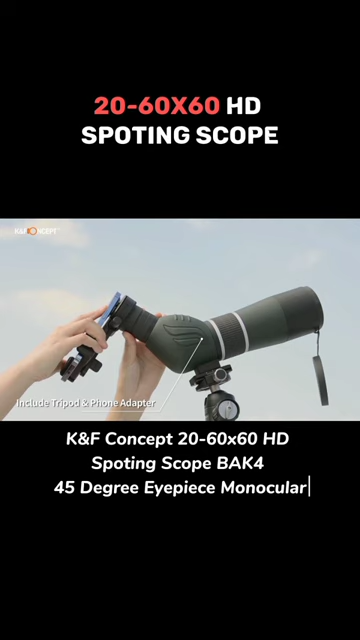 20-60X60 HD
SPOTING SCOPE
K&F CONCEPT
Include Tripod & Phone Adapter
K&F Concept 20-60x60 HD
Spoting Scope BAK4
45 Degree Eyepiece Monocular